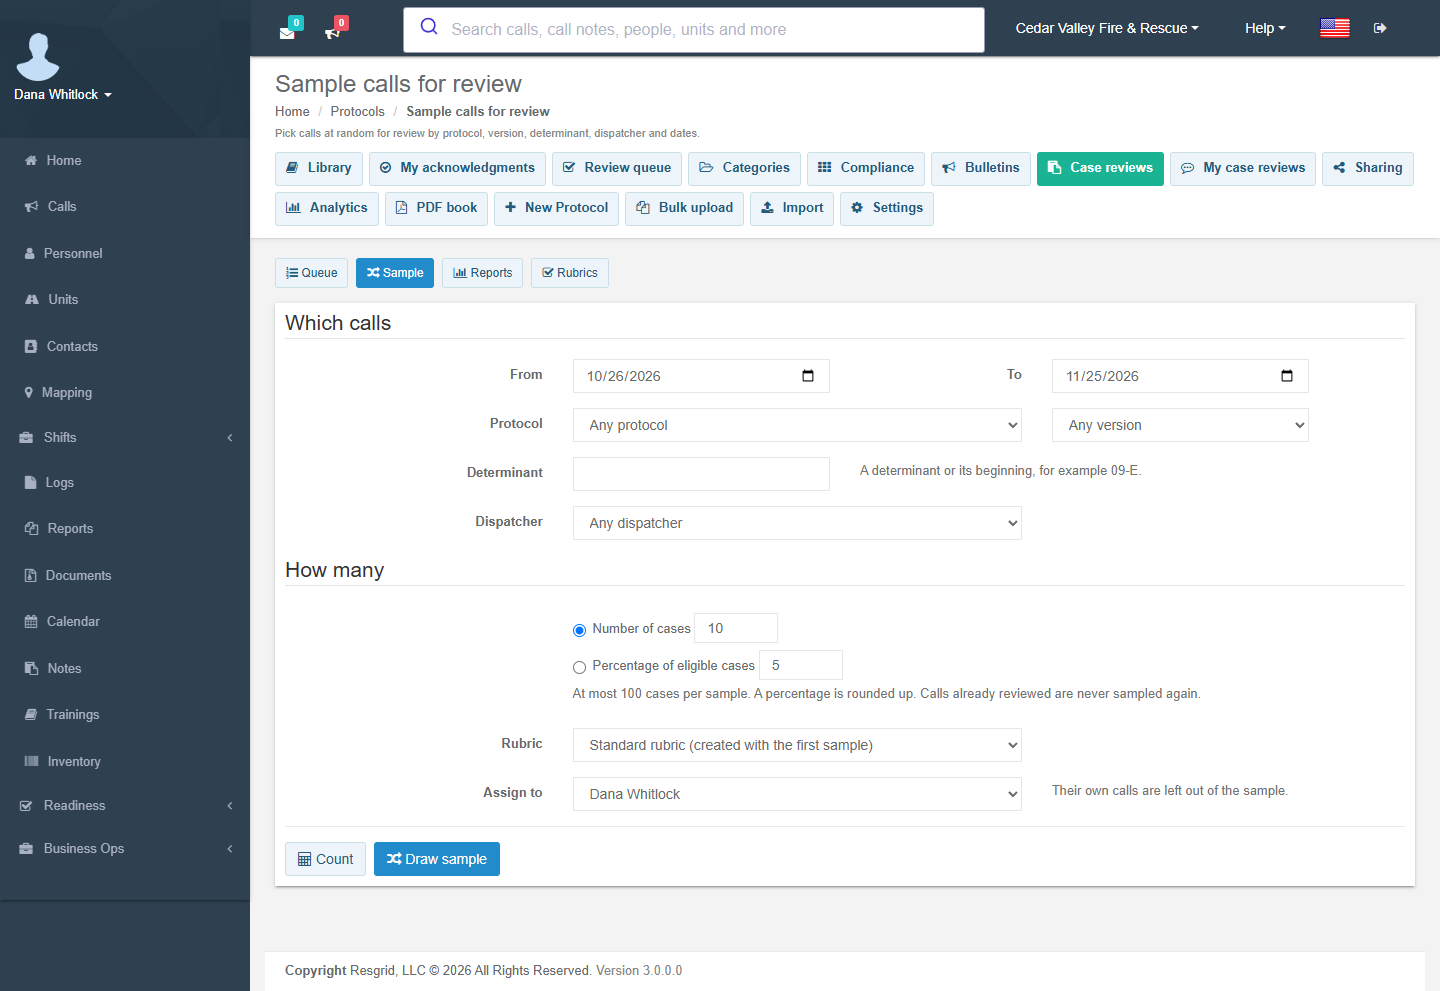 0
0
Search calls, call notes, people, units and more
Cedar Valley Fire & Rescue
Help
Dana Whitlock
Home
Calls
Personnel
Units
Contacts
Mapping
Shifts
Logs
Reports
Documents
Calendar
Notes
Trainings
Inventory
Readiness
Business Ops
Sample calls for review
Home / Protocols / Sample calls for review
Pick calls at random for review by protocol, version, determinant, dispatcher and dates.
Library
My acknowledgments
Review queue
Categories
Compliance
Bulletins
Case reviews
My case reviews
Sharing
Analytics
PDF book
New Protocol
Bulk upload
Import
Settings
Queue
Sample
Reports
Rubrics
Which calls
From 10/26/2026 To 11/25/2026
Protocol Any protocol Any version
Determinant A determinant or its beginning, for example 09-E.
Dispatcher Any dispatcher
How many
Number of cases 10
Percentage of eligible cases 5
At most 100 cases per sample. A percentage is rounded up. Calls already reviewed are never sampled again.
Rubric Standard rubric (created with the first sample)
Assign to Dana Whitlock Their own calls are left out of the sample.
Count
Draw sample
Copyright Resgrid, LLC © 2026 All Rights Reserved. Version 3.0.0.0